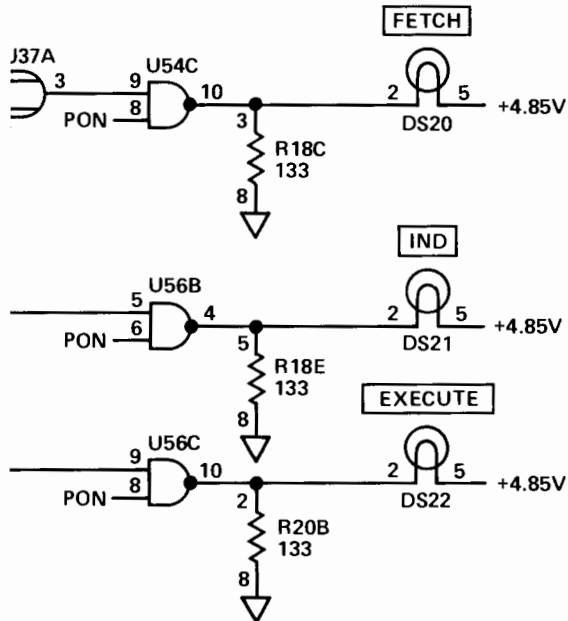 FETCH
J37A
3
U54C
9
8
10
PON
3
R18C
133
8
2
5
+4.85V
DS20
IND
U56B
5
6
4
PON
5
R18E
133
8
2
5
+4.85V
DS21
EXECUTE
U56C
9
8
10
PON
2
R20B
133
8
2
5
+4.85V
DS22